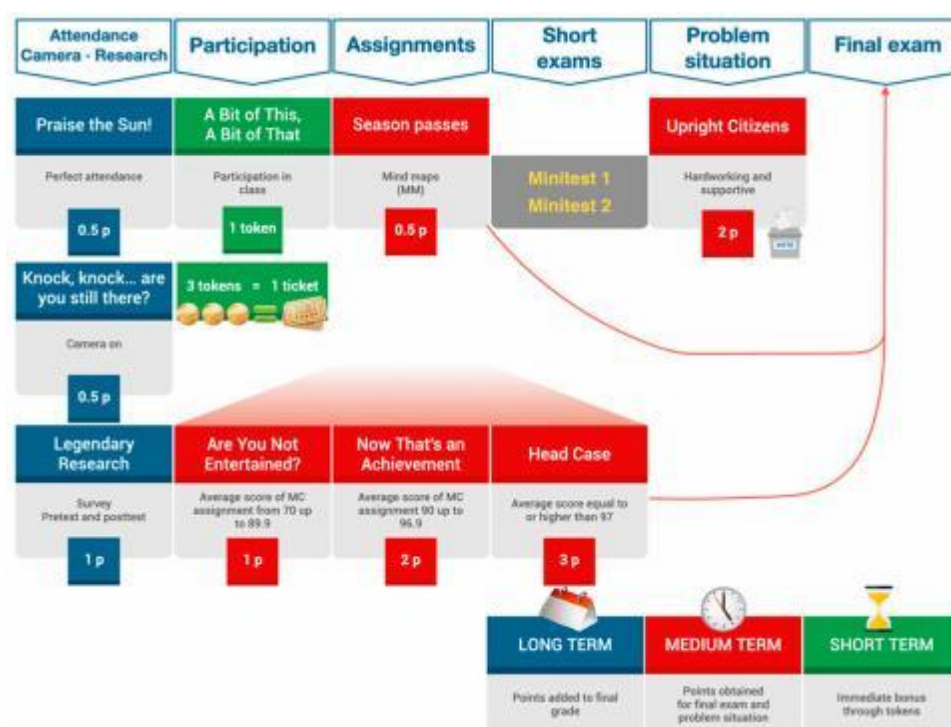 Attendance
Camera - Research
Participation
Assignments
Short
exams
Problem
situation
Final exam
Praise the Sun!
Perfect attendance
0.5 p
A Bit of This,
A Bit of That
Participation in
class
1 token
Season passes
Mind maps
(MM)
0.5 p
Minitest 1
Minitest 2
Upright Citizens
Hardworking and
supportive
2 p
VOTE
Knock, knock... are
you still there?
Camera on
0.5 p
3 tokens = 1 ticket
Legendary
Research
Survey
Pretext and posttest
1 p
Are You Not
Entertained?
Average score of MC
assignment from 70 up
to 89.9
1 p
Now That's an
Achievement
Average score of MC
assignment 90 up to
96.9
2 p
Head Case
Average score equal to
or higher than 97
3 p
LONG TERM
Points added to final
grade
MEDIUM TERM
Points obtained
for final exam and
problem situation
SHORT TERM
Immediate bonus
through tokens